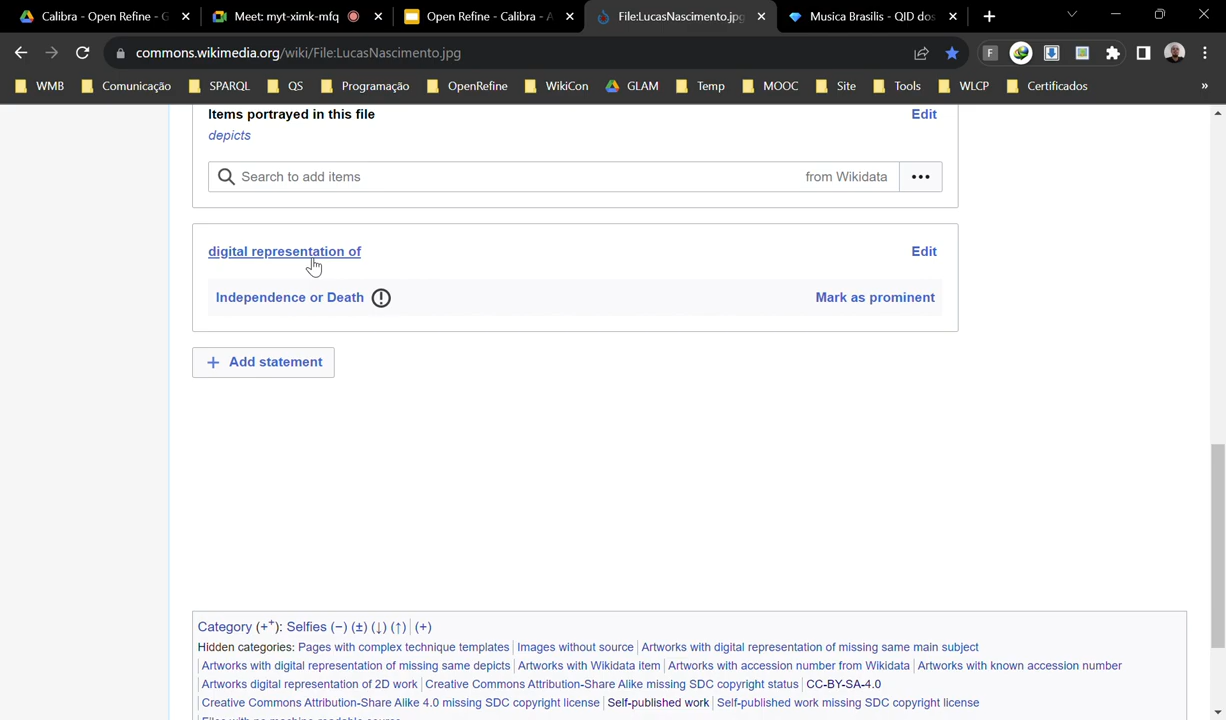 Calibra - Open Refine - G
Meet: myt-ximk-mfq
Open Refine - Calibra - A
File:LucasNascimento.jpg
Musica Brasilis - QID dos
commons.wikimedia.org/wiki/File:LucasNascimento.jpg
WMB Comunicação SPARQL QS Programação OpenRefine WikiCon GLAM Temp MOOC Site Tools WLCP Certificados »
Items portrayed in this file Edit
depicts
Search to add items from Wikidata
digital representation of Edit
Independence or Death Mark as prominent
+ Add statement
Category (+⁺): Selfies (−) (±) (↓) (↑) (+)
Hidden categories: Pages with complex technique templates Images without source Artworks with digital representation of missing same main subject
Artworks with digital representation of missing same depicts Artworks with Wikidata item Artworks with accession number from Wikidata Artworks with known accession number
Artworks digital representation of 2D work Creative Commons Attribution-Share Alike missing SDC copyright status CC-BY-SA-4.0
Creative Commons Attribution-Share Alike 4.0 missing SDC copyright license Self-published work Self-published work missing SDC copyright license
Files with no machine-readable source